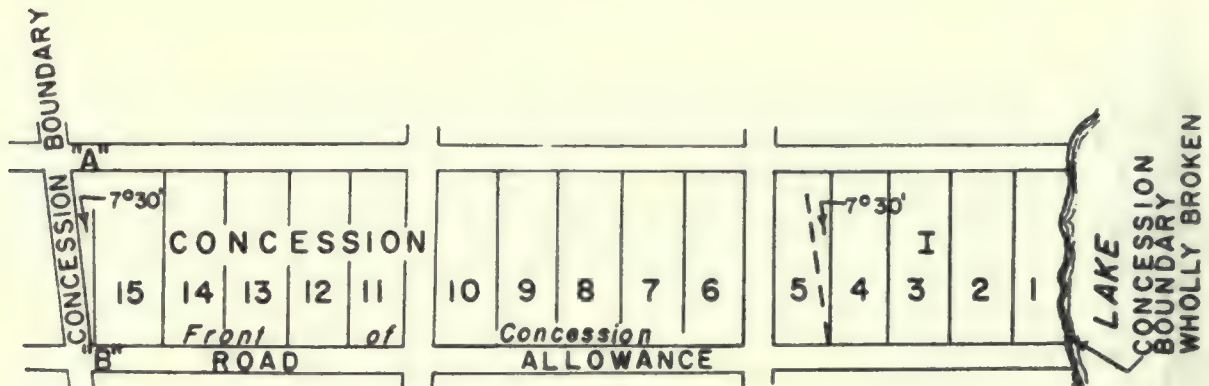 BOUNDARY
"A"
CONCESSION
7°30'
7°30'
CONCESSION I
15 14 13 12 11 10 9 8 7 6 5 4 3 2 1
Front of Concession
"B"
ROAD ALLOWANCE
LAKE
CONCESSION
BOUNDARY
WHOLLY BROKEN